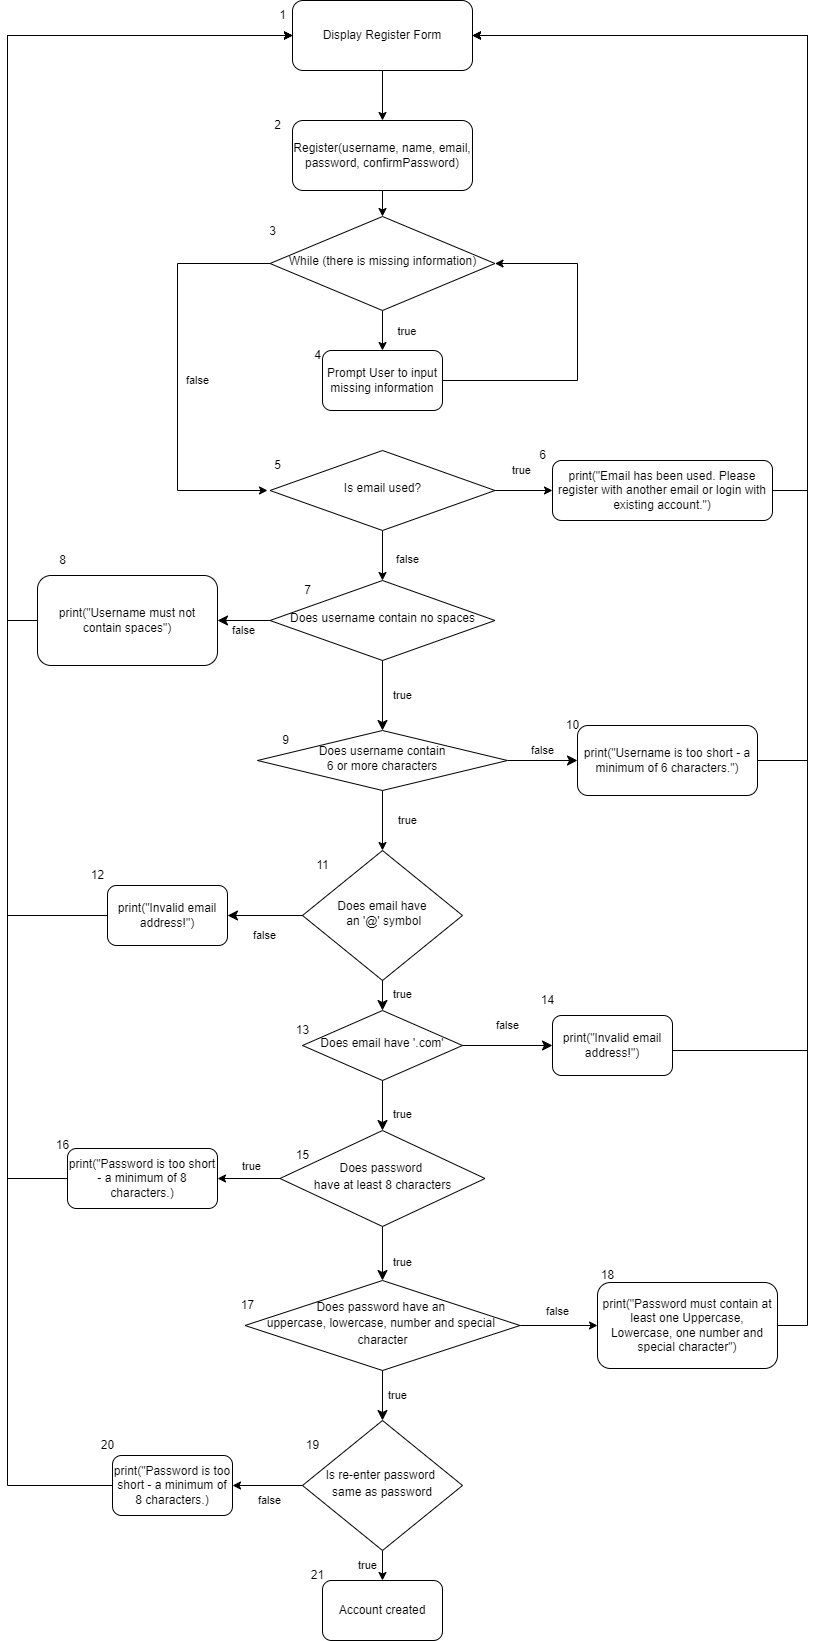 1
Display Register Form
2
Register(username, name, email,
password, confirmPassword)
3
While (there is missing information)
true
4
Prompt User to input
missing information
false
5
Is email used?
true
6
print("Email has been used. Please
register with another email or login with
existing account.")
false
8
print("Username must not
contain spaces")
7
Does username contain no spaces
false
true
9
Does username contain
6 or more characters
false
10
print("Username is too short - a
minimum of 6 characters.")
true
11
Does email have
an '@' symbol
12
print("Invalid email
address!")
false
true
13
Does email have '.com'
false
14
print("Invalid email
address!")
true
15
Does password
have at least 8 characters
16
print("Password is too short
- a minimum of 8
characters.)
true
true
17
Does password have an
uppercase, lowercase, number and special
character
false
18
print("Password must contain at
least one Uppercase,
Lowercase, one number and
special character")
true
19
Is re-enter password
same as password
20
print("Password is too
short - a minimum of
8 characters.)
false
true
21
Account created